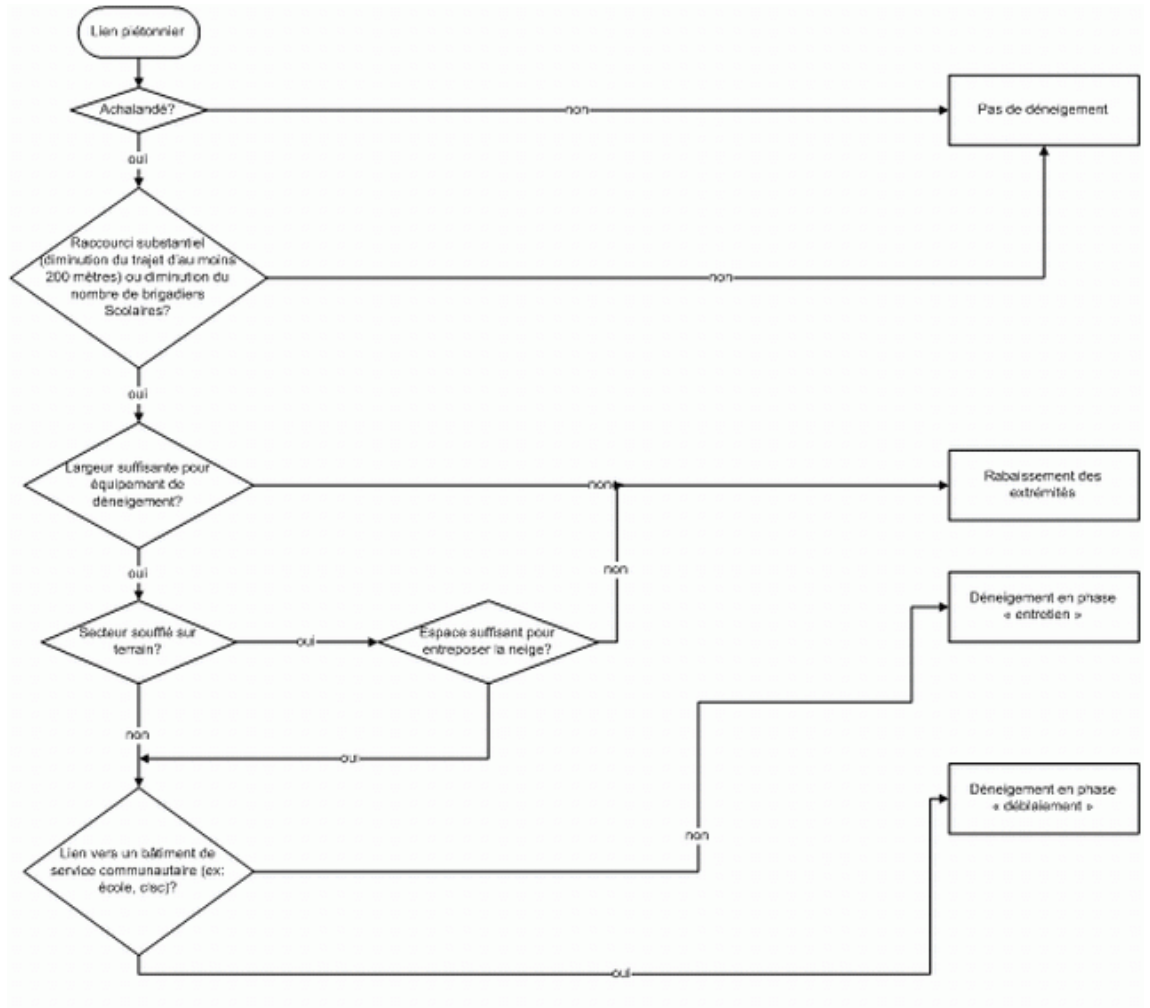 Lien piétonnier
Achalandé?
non
Pas de déneigement
oui
Raccourci substantiel
(diminution du trajet d'au moins
200 mètres) ou diminution du
nombre de brigadiers
Scolaires?
non
oui
Largeur suffisante pour
équipement de
déneigement?
non
Rabaissement des
extrémités
oui
non
Déneigement en phase
« entretien »
Secteur soufflé sur
terrain?
oui
Espace suffisant pour
entreposer la neige?
non
oui
Déneigement en phase
« déblaiement »
non
Lien vers un bâtiment de
service communautaire (ex:
école, clsc)?
oui